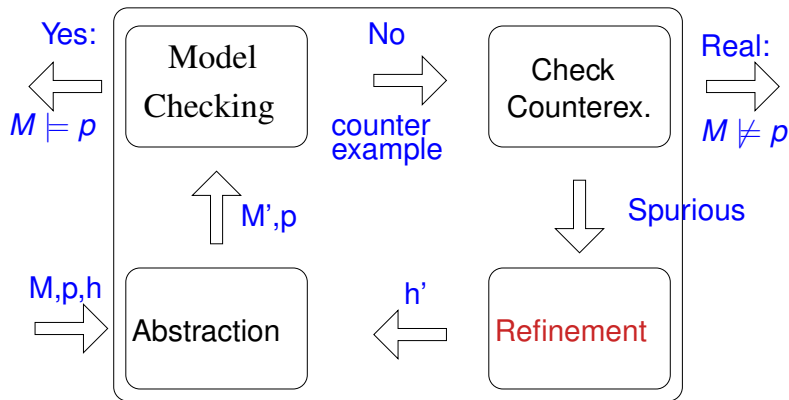 Yes:
M ⊨ p
Model
Checking
No
counter
example
Check
Counterex.
Real:
M ⊭ p
M',p
Spurious
M,p,h
Abstraction
h'
Refinement